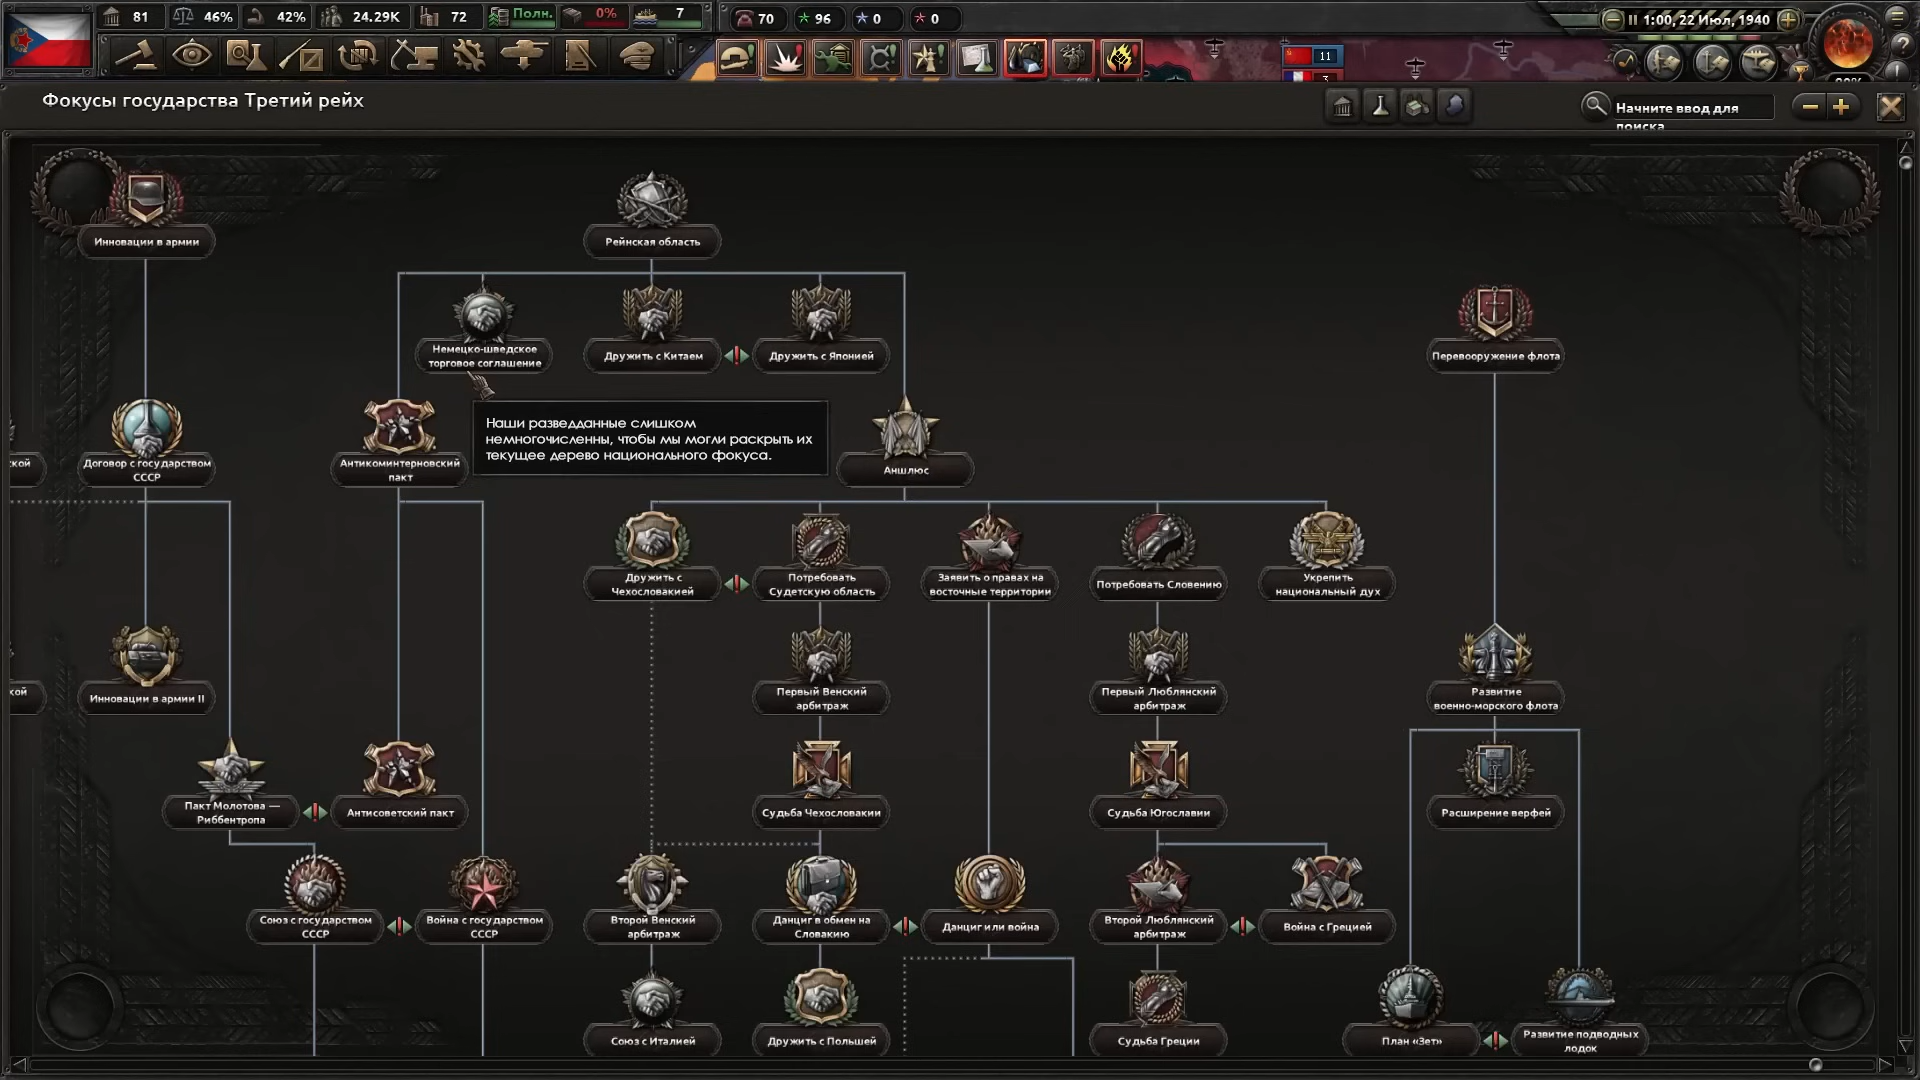 81
46%
42%
24.29K
72
Полн.
0%
7
70
96
0
0
1:00, 22 Июл, 1940
11
3
Фокусы государства Третий рейх
Начните ввод для
поиска
Инновации в армии
Рейнская область
Немецко-шведское
торговое соглашение
Дружить с Китаем
Дружить с Японией
Перевооружение флота
Наши разведданные слишком
немногочисленны, чтобы мы могли раскрыть их
текущее дерево национального фокуса.
ской
Договор с государством
СССР
Антикоминтерновский
пакт
Аншлюс
Дружить с
Чехословакией
Потребовать
Судетскую область
Заявить о правах на
восточные территории
Потребовать Словению
Укрепить
национальный дух
кой
Инновации в армии II
Первый Венский
арбитраж
Первый Люблянский
арбитраж
Развитие
военно-морского флота
Пакт Молотова —
Риббентропа
Антисоветский пакт
Судьба Чехословакии
Судьба Югославии
Расширение верфей
Союз с государством
СССР
Война с государством
СССР
Второй Венский
арбитраж
Данциг в обмен на
Словакию
Данциг или война
Второй Люблянский
арбитраж
Война с Грецией
Союз с Италией
Дружить с Польшей
Судьба Греции
План «Зет»
Развитие подводных
лодок